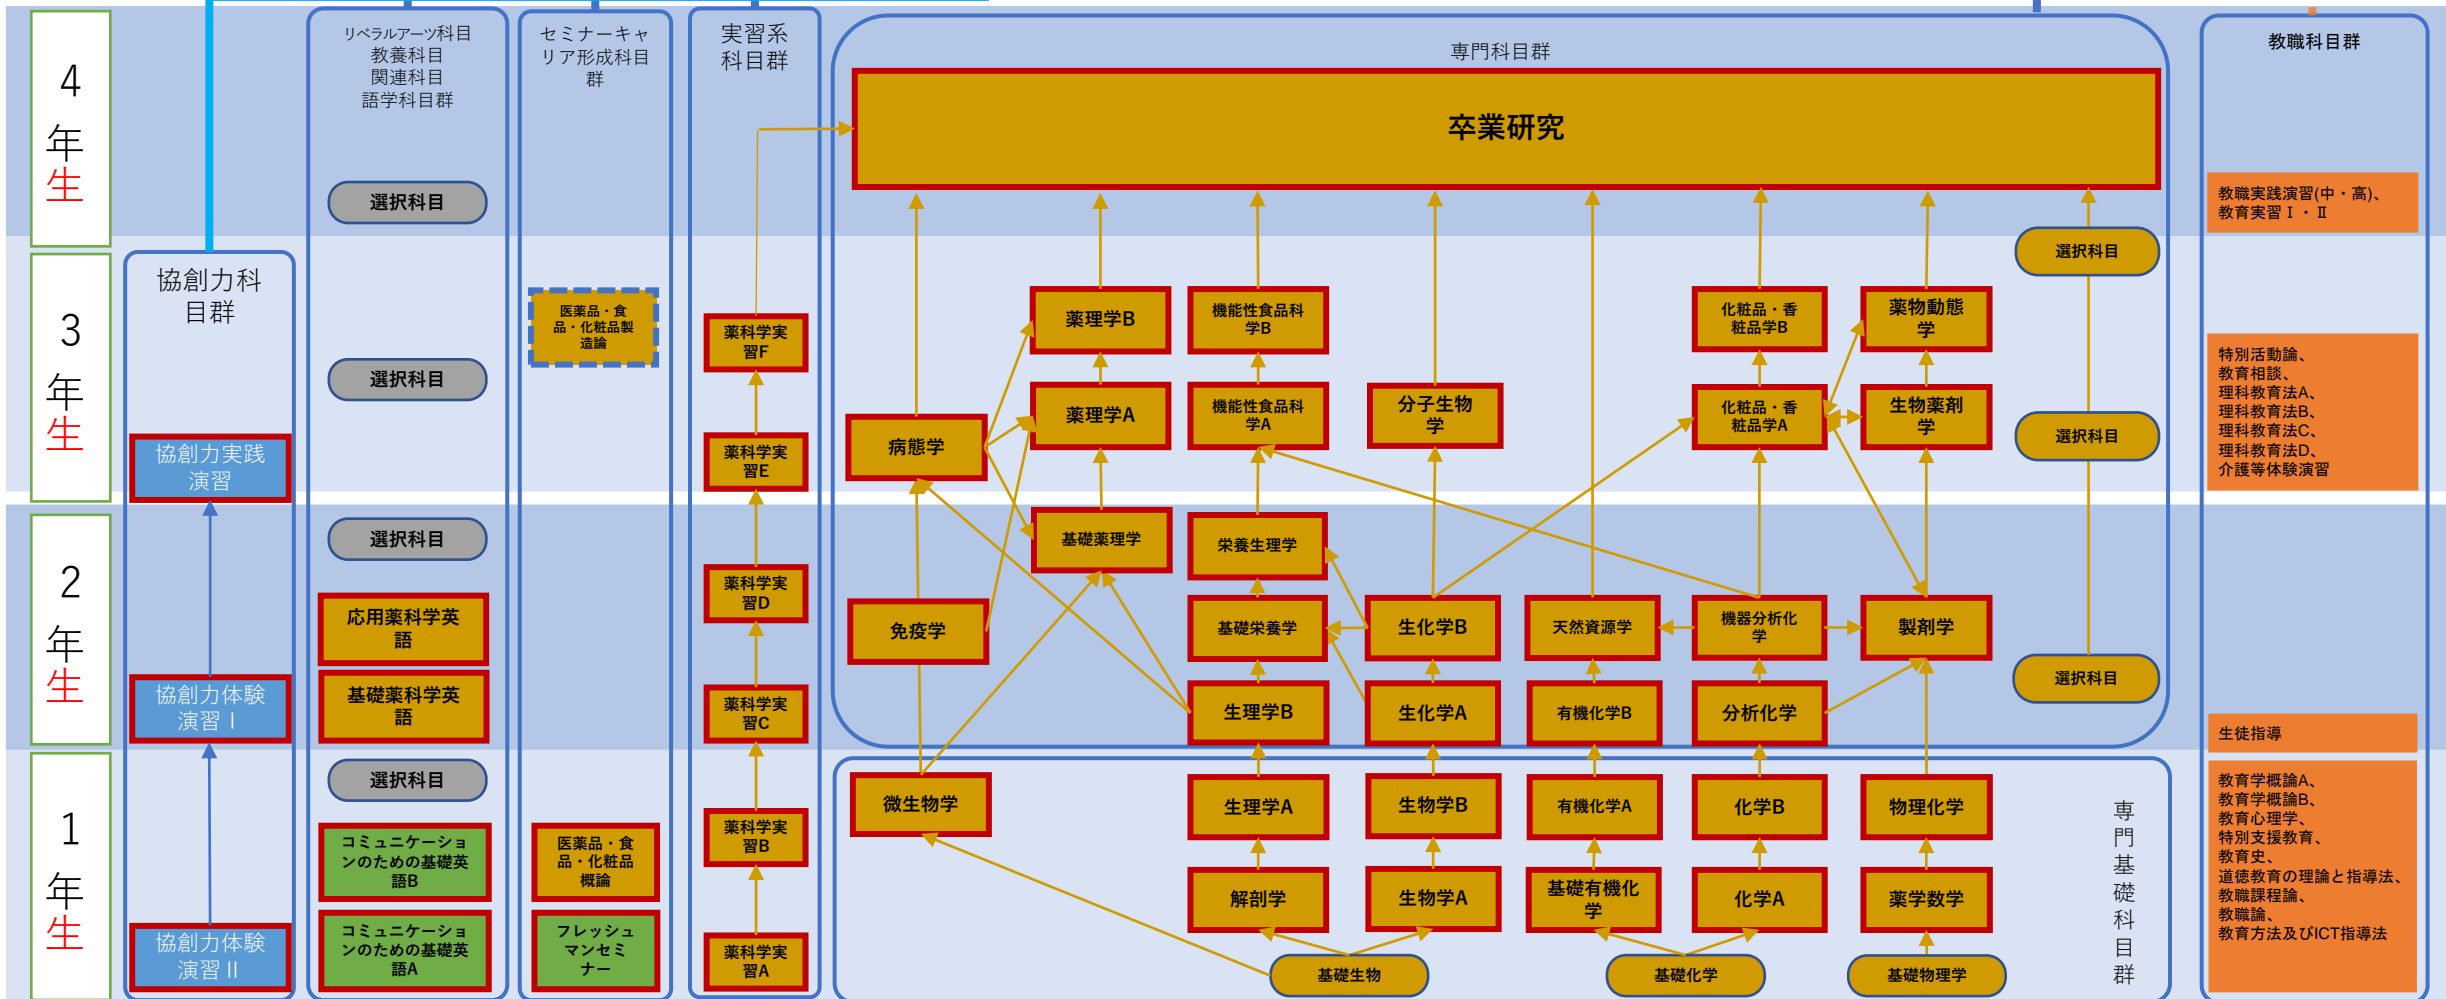 4
年
生
3
年
生
2
年
生
1
年
生
協創力科
目群
協創力実践
演習
協創力体験
演習Ⅰ
協創力体験
演習Ⅱ
リベラルアーツ科目
教養科目
関連科目
語学科目群
選択科目
選択科目
選択科目
応用薬科学英
語
基礎薬科学英
語
選択科目
コミュニケーショ
ンのための基礎英
語B
コミュニケーショ
ンのための基礎英
語A
セミナーキャ
リア形成科目
群
医薬品・食
品・化粧品製
造論
医薬品・食
品・化粧品
概論
フレッシュ
マンセミ
ナー
実習系
科目群
薬科学実
習F
薬科学実
習E
薬科学実
習D
薬科学実
習C
薬科学実
習B
薬科学実
習A
専門科目群
卒業研究
選択科目
薬理学B
機能性食品科
学B
化粧品・香
粧品学B
薬物動態
学
病態学
薬理学A
機能性食品科
学A
分子生物
学
化粧品・香
粧品学A
生物薬剤
学
選択科目
基礎薬理学
栄養生理学
免疫学
基礎栄養学
生化学B
天然資源学
機器分析化
学
製剤学
生理学B
生化学A
有機化学B
分析化学
選択科目
微生物学
生理学A
生物学B
有機化学A
化学B
物理化学
解剖学
生物学A
基礎有機化
学
化学A
薬学数学
基礎生物
基礎化学
基礎物理学
専
門
基
礎
科
目
群
教職科目群
教職実践演習(中・高)、
教育実習Ⅰ・Ⅱ
特別活動論、
教育相談、
理科教育法A、
理科教育法B、
理科教育法C、
理科教育法D、
介護等体験演習
生徒指導
教育学概論A、
教育学概論B、
教育心理学、
特別支援教育、
教育史、
道徳教育の理論と指導法、
教職課程論、
教職論、
教育方法及びICT指導法